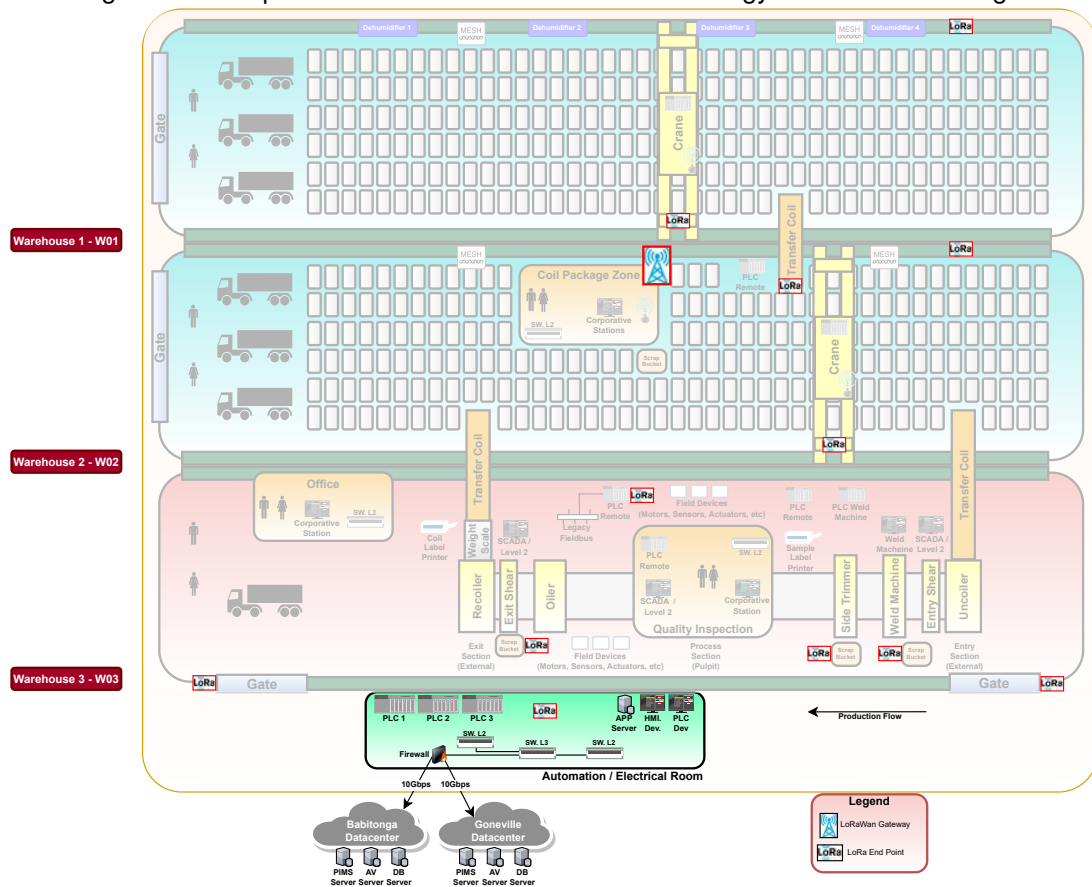 Dehumidifier 1
MESH
Dehumidifier 2
Dehumidifier 3
MESH
Dehumidifier 4
LoRa
Gate
Crane
LoRa
Transfer Coil
Warehouse 1 - W01
LoRa
MESH
Coil Package Zone
PLC
Remote
MESH
LoRa
Gate
SW. L2
Corporative
Stations
Scrap
Bucket
Crane
Transfer Coil
Transfer Coil
LoRa
Warehouse 2 - W02
Office
SW. L2
Corporative
Station
Coil
Label
Printer
Weight
Scale
SCADA /
Level 2
Legacy
Fieldbus
PLC
Remote
LoRa
Field Devices
(Motors, Sensors, Actuators, etc)
PLC
Remote
PLC Weld
Machine
Sample
Label
Printer
Weld
Macheine
SCADA /
Level 2
PLC
Remote
SW. L2
SCADA /
Level 2
Corporative
Station
Quality Inspection
Recoiler
Exit Shear
Oiler
Side Trimmer
Weld Machine
Entry Shear
Uncoiler
Exit
Section
(External)
Scrap
Bucket
LoRa
Field Devices
(Motors, Sensors, Actuators, etc)
Process
Section
(Pulpit)
LoRa
Scrap
Bucket
LoRa
Scrap
Bucket
Entry
Section
(External)
Warehouse 3 - W03
LoRa
Gate
Gate
LoRa
PLC 1
PLC 2
PLC 3
LoRa
APP
Server
HMI.
Dev.
PLC
Dev
Production Flow
SW. L2
SW. L3
SW. L2
Firewall
Automation / Electrical Room
10Gbps
10Gbps
Babitonga
Datacenter
Goneville
Datacenter
PIMS
Server
AV
Server
DB
Server
PIMS
Server
AV
Server
DB
Server
Legend
LoRaWan Gateway
LoRa
LoRa End Point